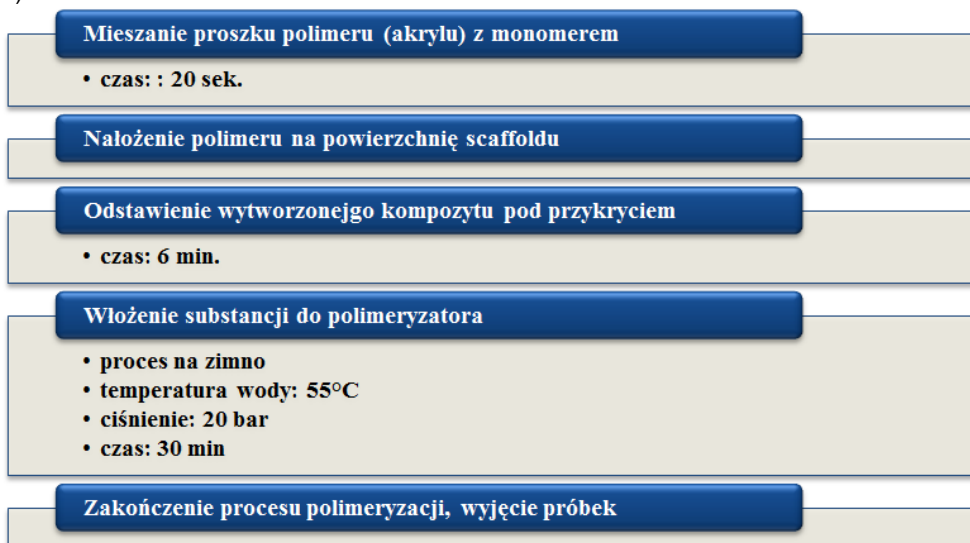 Mieszanie proszku polimeru (akrylu) z monomerem
• czas: : 20 sek.
Nałożenie polimeru na powierzchnię scaffoldu
Odstawienie wytworzonejgo kompozytu pod przykryciem
• czas: 6 min.
Włożenie substancji do polimeryzatora
• proces na zimno
• temperatura wody: 55°C
• ciśnienie: 20 bar
• czas: 30 min
Zakończenie procesu polimeryzacji, wyjęcie próbek